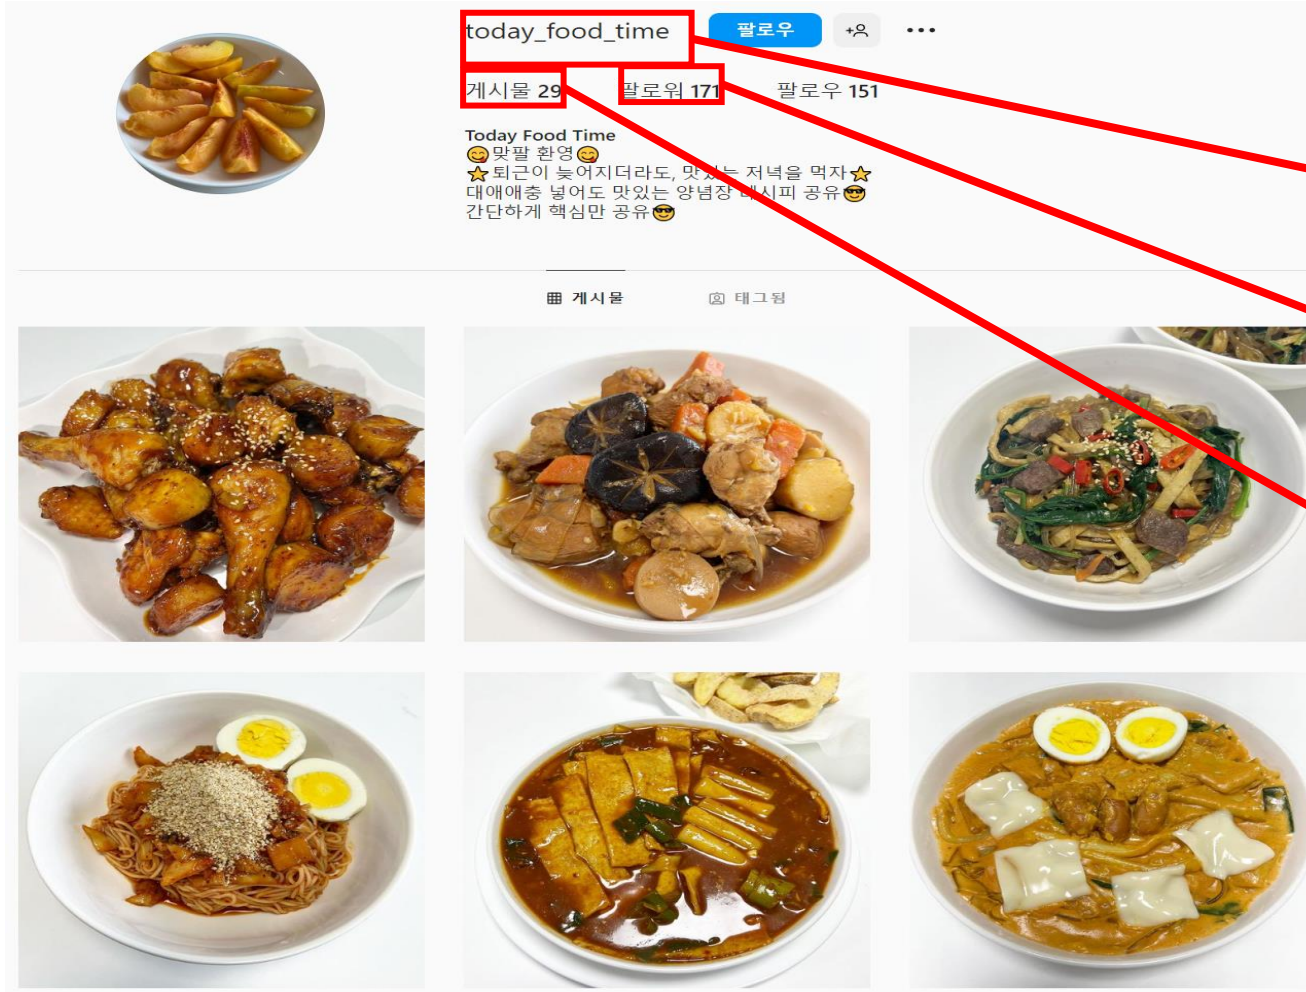 today_food_time 팔로우
게시물 29 팔로워 171 팔로우 151
Today Food Time
😋맞팔 환영😋
⭐퇴근이 늦어지더라도, 맛있는 저녁을 먹자⭐
대애애충 넣어도 맛있는 양념장 레시피 공유😎
간단하게 핵심만 공유😎
게시물 태그됨